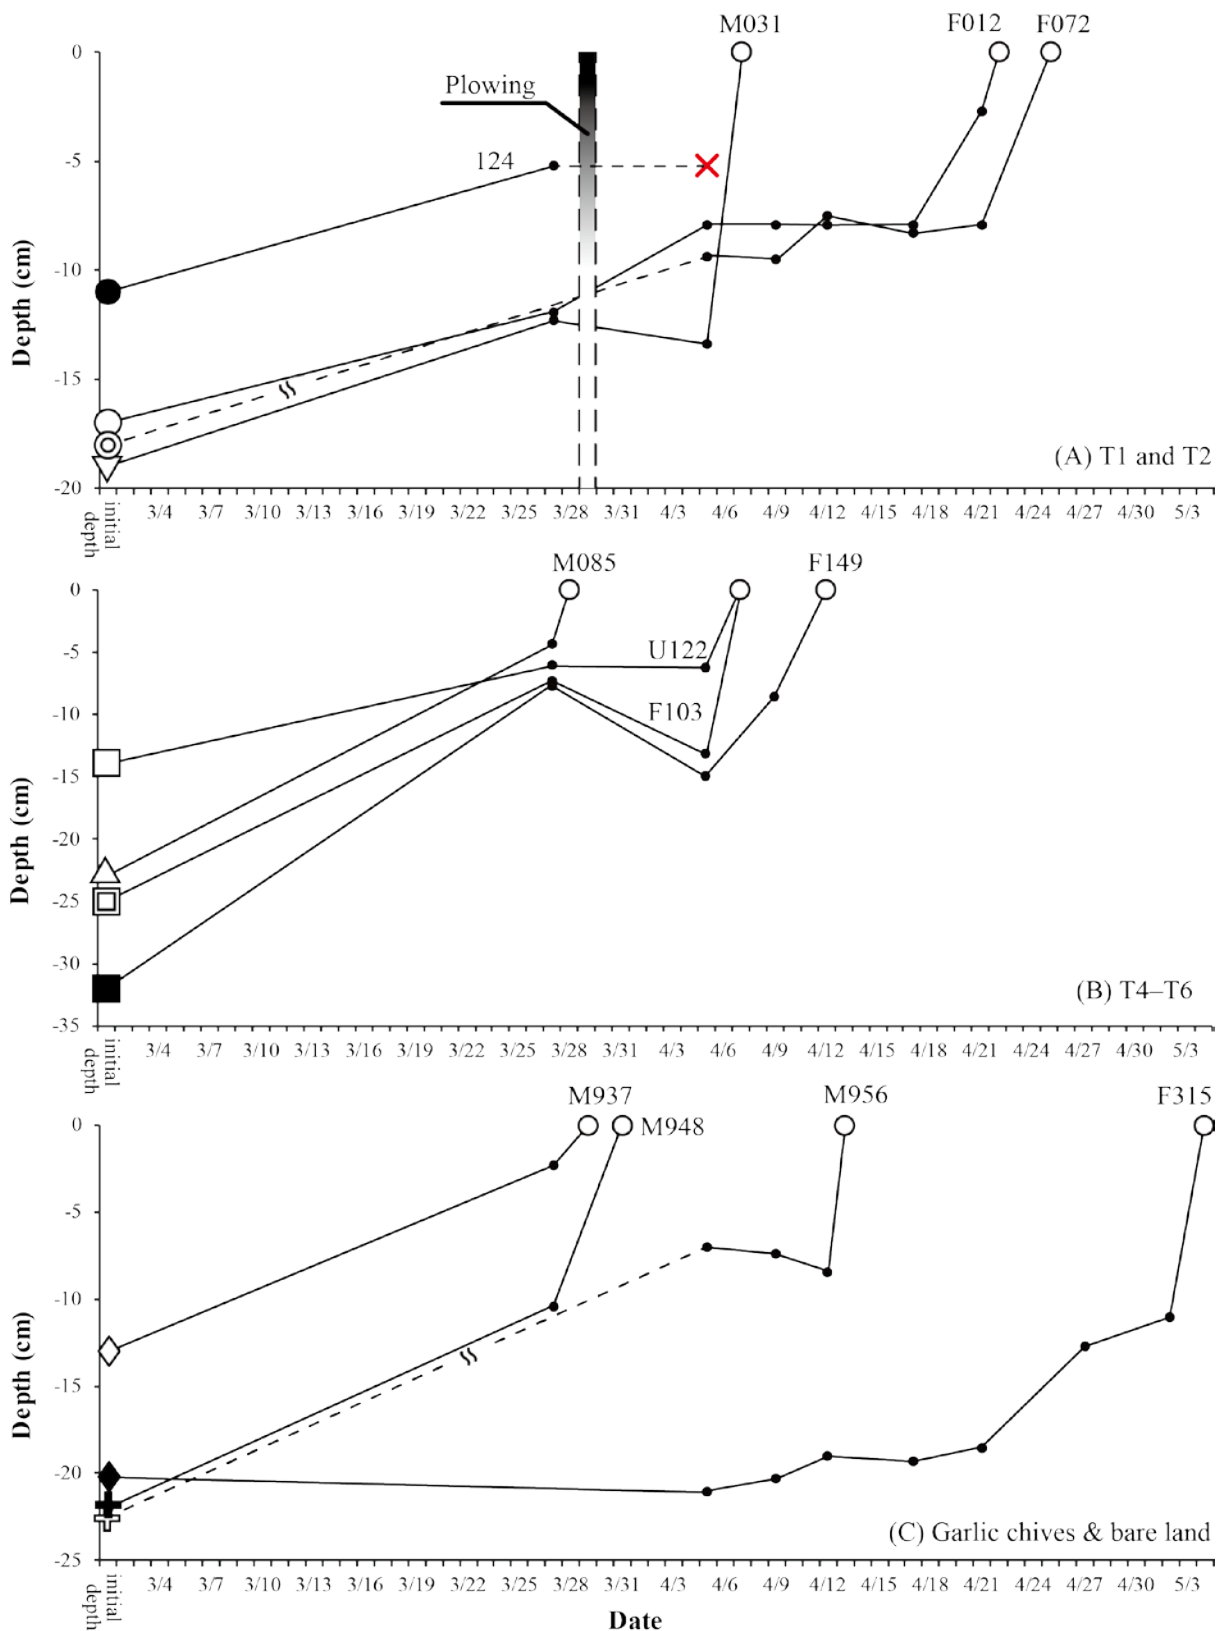 M031
F012
F072
0
Plowing
124
-5
-10
-15
-20
Depth (cm)
(A) T1 and T2
initial depth
3/4 3/7 3/10 3/13 3/16 3/19 3/22 3/25 3/28 3/31 4/3 4/6 4/9 4/12 4/15 4/18 4/21 4/24 4/27 4/30 5/3
M085
F149
0
-5
U122
F103
-10
-15
-20
-25
-30
-35
Depth (cm)
(B) T4–T6
initial depth
3/4 3/7 3/10 3/13 3/16 3/19 3/22 3/25 3/28 3/31 4/3 4/6 4/9 4/12 4/15 4/18 4/21 4/24 4/27 4/30 5/3
M937
M948
M956
F315
0
-5
-10
-15
-20
-25
Depth (cm)
(C) Garlic chives & bare land
initial depth
3/4 3/7 3/10 3/13 3/16 3/19 3/22 3/25 3/28 3/31 4/3 4/6 4/9 4/12 4/15 4/18 4/21 4/24 4/27 4/30 5/3
Date